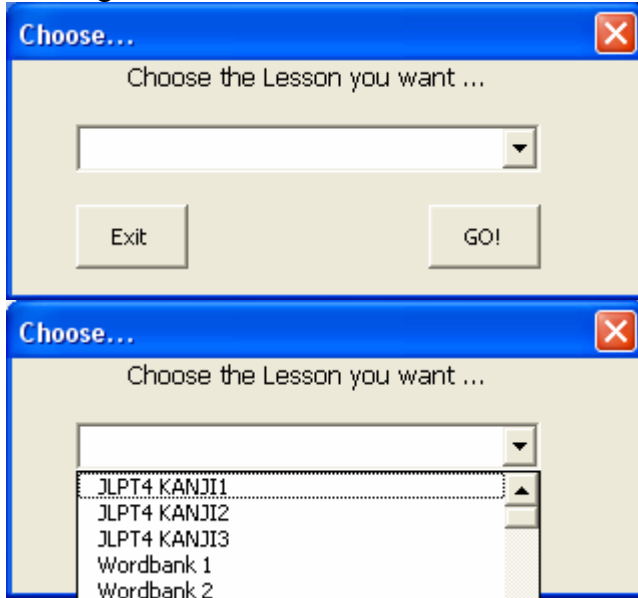 Choose...
Choose the Lesson you want ...
Exit GO!
Choose...
Choose the Lesson you want ...
JLPT4 KANJI1
JLPT4 KANJI2
JLPT4 KANJI3
Wordbank 1
Wordbank 2